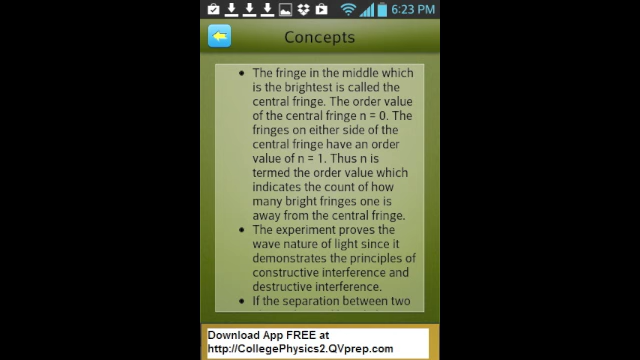 6:23 PM
Concepts
• The fringe in the middle which
is the brightest is called the
central fringe. The order value
of the central fringe n = 0. The
fringes on either side of the
central fringe have an order
value of n = 1. Thus n is
termed the order value which
indicates the count of how
many bright fringes one is
away from the central fringe.
• The experiment proves the
wave nature of light since it
demonstrates the principles of
constructive interference and
destructive interference.
• If the separation between two
Download App FREE at
http://CollegePhysics2.QVprep.com